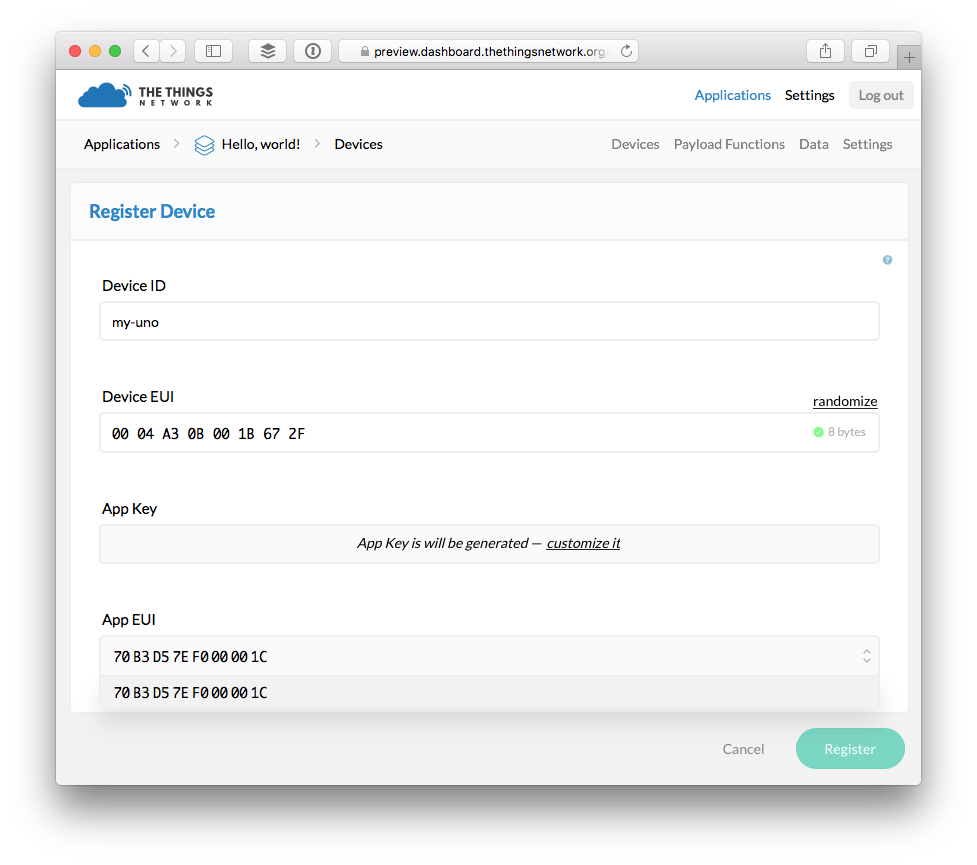 preview.dashboard.thethingsnetwork.org/
THE THINGS
NETWORK
Applications Settings Log out
Applications Hello, world! Devices
Devices Payload Functions Data Settings
Register Device
?
Device ID
my-uno
Device EUI
randomize
00 04 A3 0B 00 1B 67 2F
8 bytes
App Key
App Key is will be generated — customize it
App EUI
70 B3 D5 7E F0 00 00 1C
70 B3 D5 7E F0 00 00 1C
Cancel Register